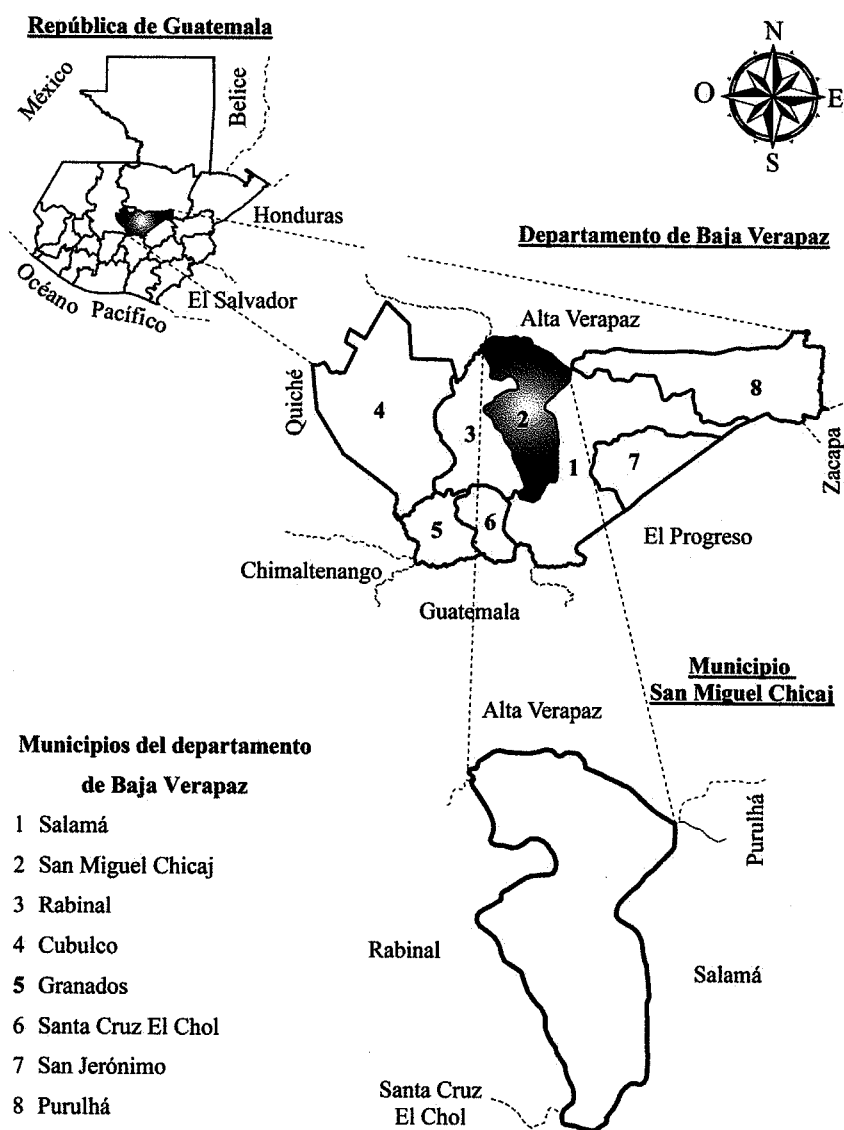 República de Guatemala
México
Belice
Honduras
El Salvador
Océano Pacífico
N
O
E
S
Departamento de Baja Verapaz
Alta Verapaz
Quiché
4
3
2
1
8
7
5
6
Zacapa
El Progreso
Chimaltenango
Guatemala
Municipio
San Miguel Chicaj
Alta Verapaz
Purulhá
Rabinal
Salamá
Santa Cruz
El Chol
Municipios del departamento
de Baja Verapaz
1 Salamá
2 San Miguel Chicaj
3 Rabinal
4 Cubulco
5 Granados
6 Santa Cruz El Chol
7 San Jerónimo
8 Purulhá